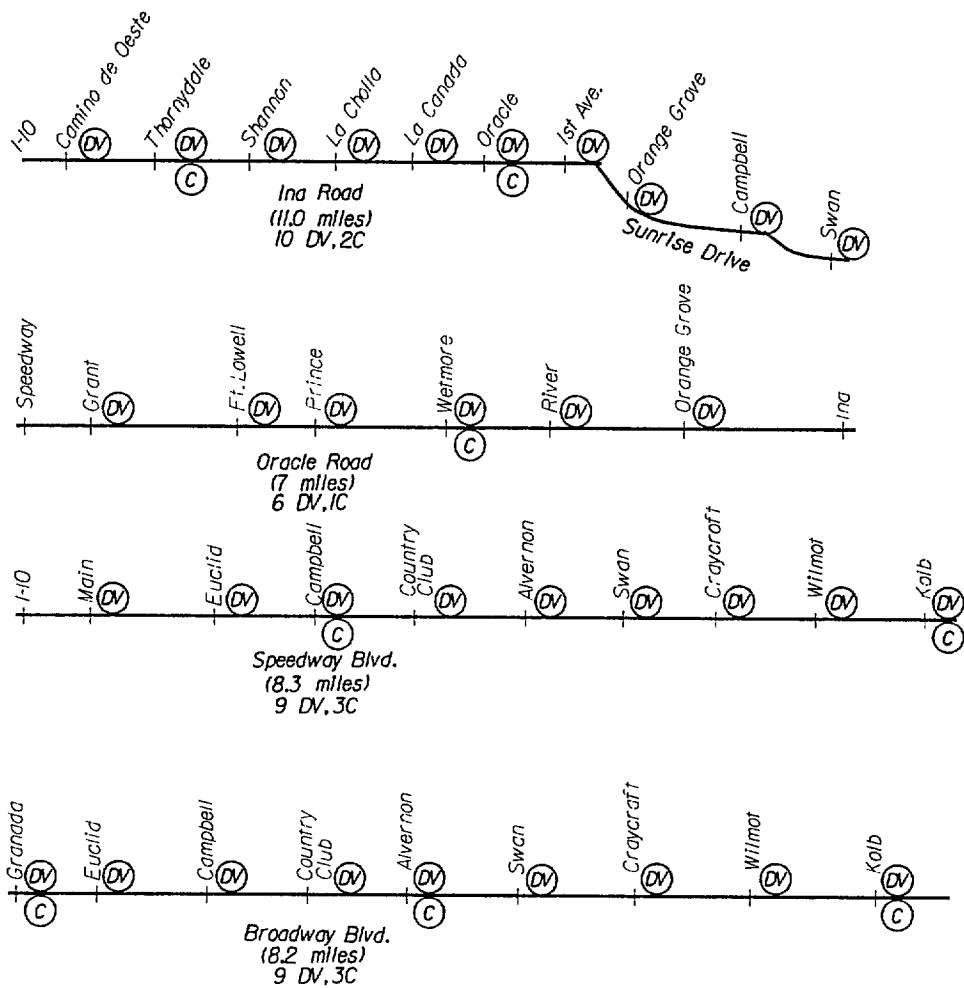 I-10
Camino de Oeste
Thornydale
Shannon
La Cholla
La Canada
Oracle
1st Ave.
Orange Grove
Campbell
Swan
DV
DV
DV
DV
DV
DV
DV
DV
DV
DV
C
C
Ina Road
(11.0 miles)
10 DV,2C
Sunrise Drive
Speedway
Grant
Ft. Lowell
Prince
Wetmore
River
Orange Grove
Ina
DV
DV
DV
DV
DV
DV
C
Oracle Road
(7 miles)
6 DV,1C
I-10
Main
Euclid
Campbell
Country
Club
Alvernon
Swan
Craycroft
Wilmot
Kolb
DV
DV
DV
DV
DV
DV
DV
DV
DV
C
C
Speedway Blvd.
(8.3 miles)
9 DV,3C
Granada
Euclid
Campbell
Country
Club
Alvernon
Swan
Craycraft
Wilmot
Kolb
DV
DV
DV
DV
DV
DV
DV
DV
DV
C
C
C
Broadway Blvd.
(8.2 miles)
9 DV,3C